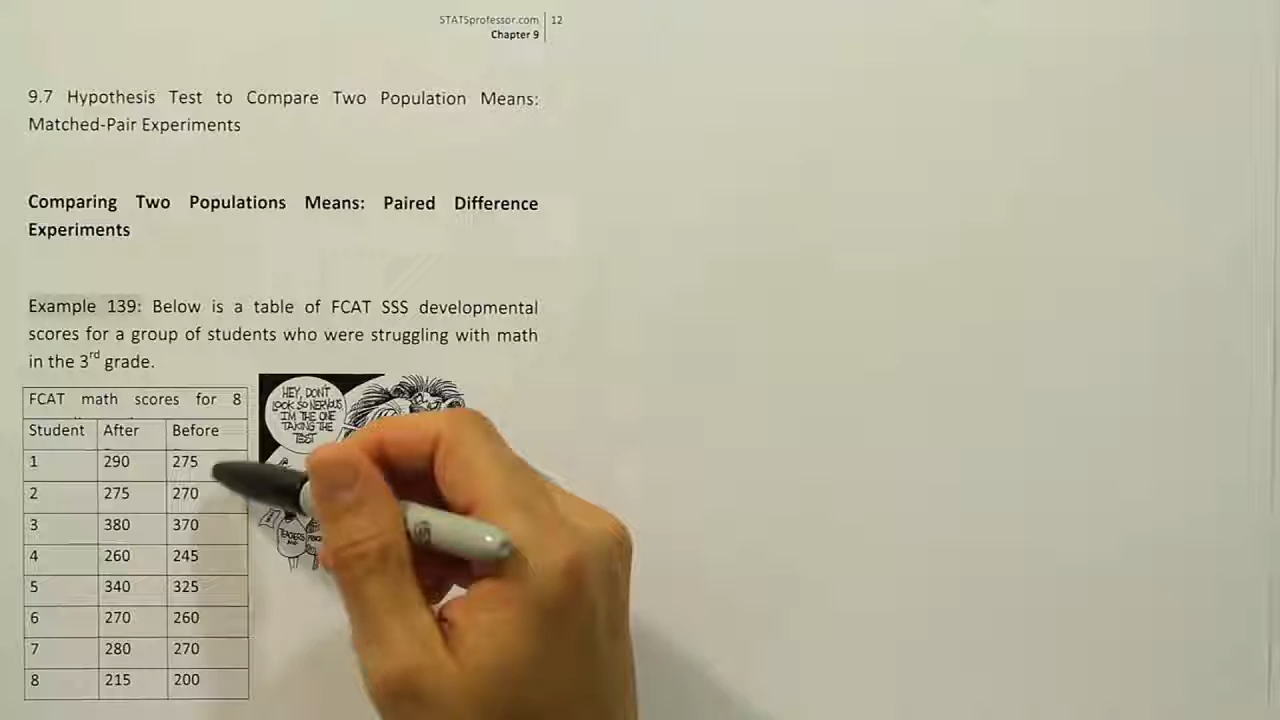 STATSprofessor.com 12
Chapter 9
9.7 Hypothesis Test to Compare Two Population Means:
Matched-Pair Experiments
Comparing Two Populations Means: Paired Difference
Experiments
Example 139: Below is a table of FCAT SSS developmental
scores for a group of students who were struggling with math
in the 3rd grade.
FCAT math scores for 8
Student After Before
1 290 275
2 275 270
3 380 370
4 260 245
5 340 325
6 270 260
7 280 270
8 215 200
HEY, DON'T
LOOK SO NERVOUS,
I'M THE ONE
TAKING THE
TEST
TEACHERS